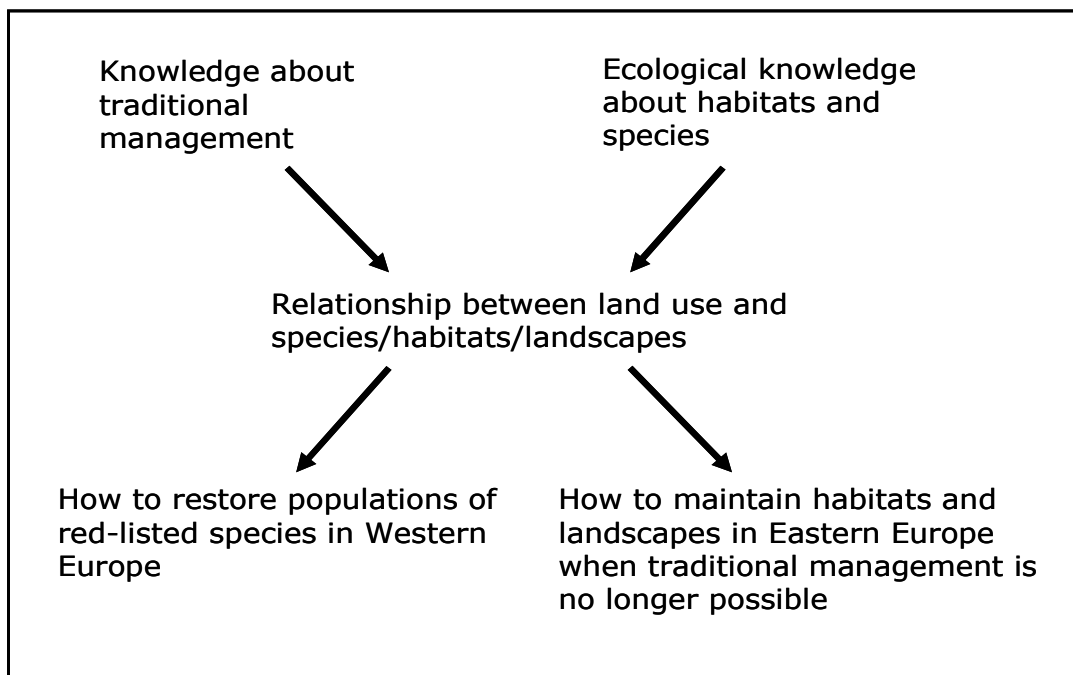 Knowledge about
traditional
management
Ecological knowledge
about habitats and
species
Relationship between land use and
species/habitats/landscapes
How to restore populations of
red-listed species in Western
Europe
How to maintain habitats and
landscapes in Eastern Europe
when traditional management is
no longer possible